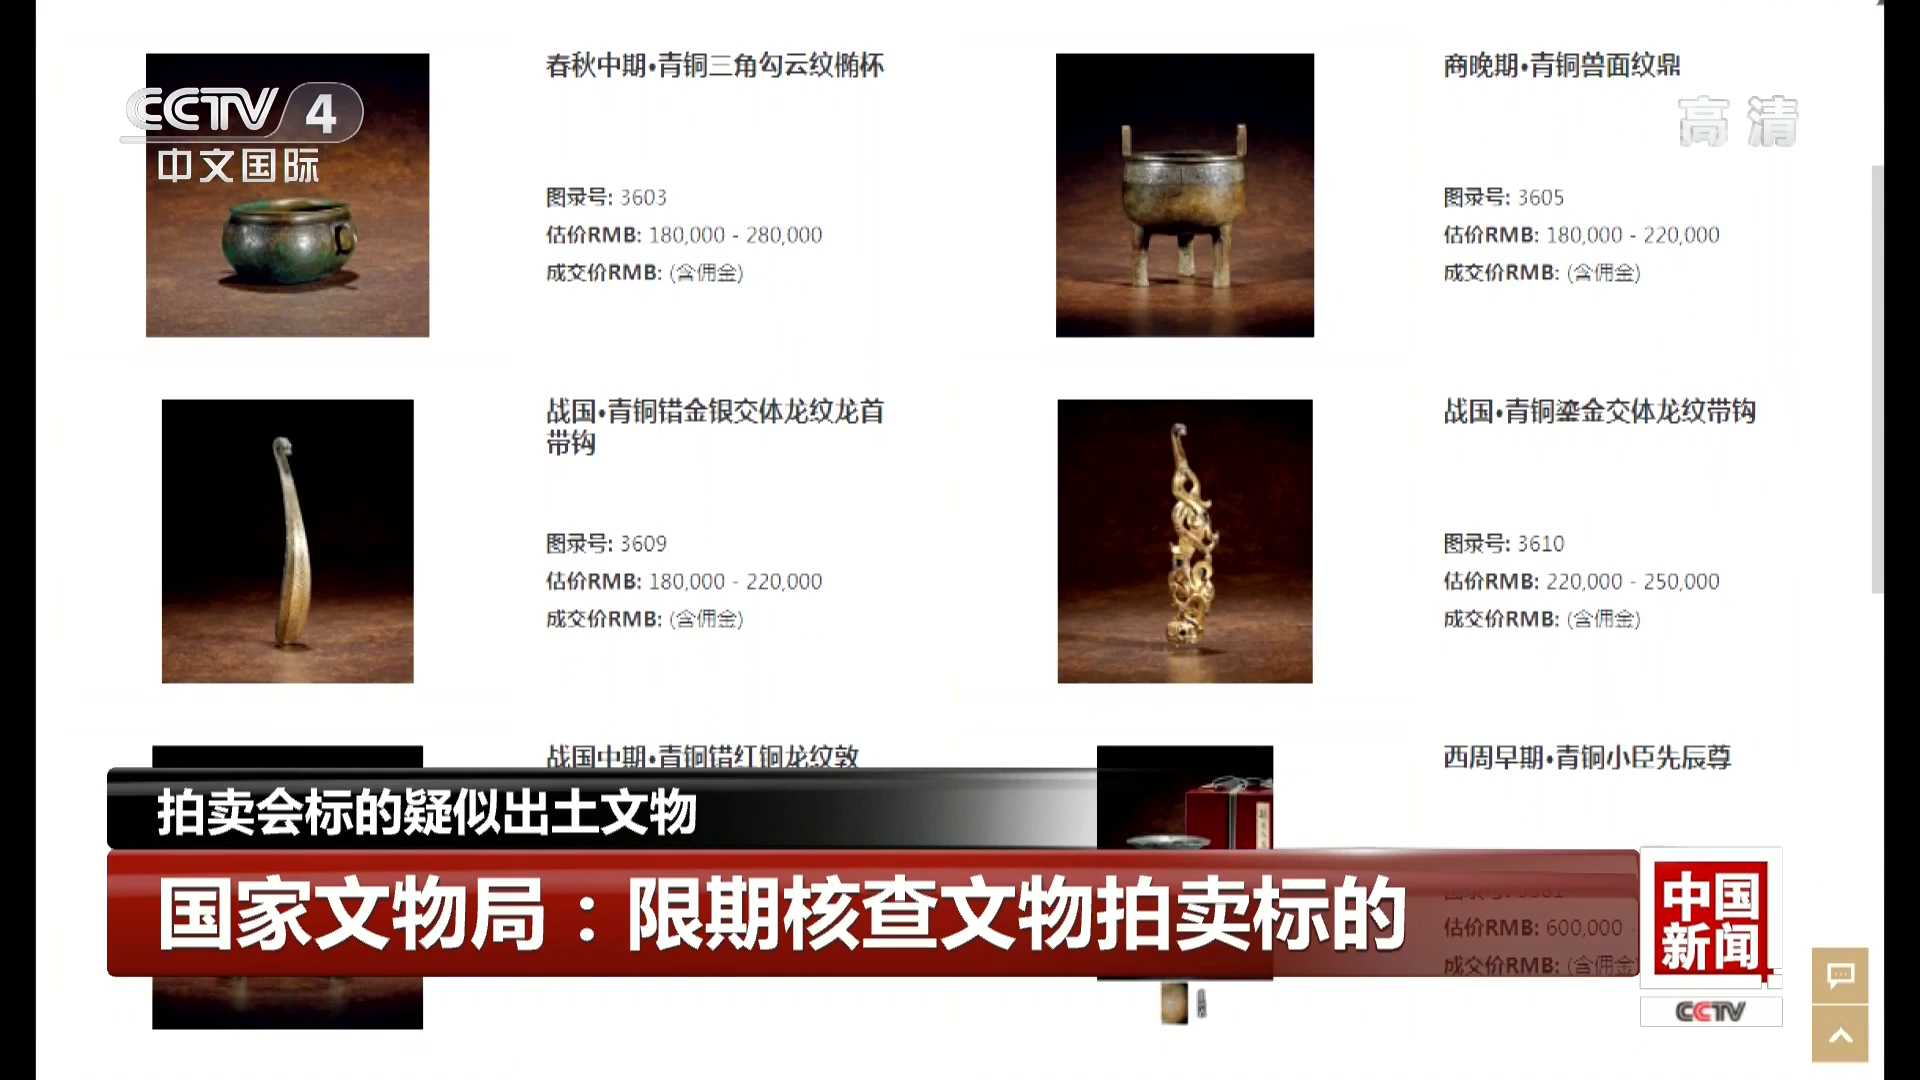 CCTV 4
中文国际
高清
春秋中期•青铜三角勾云纹椭杯
图录号: 3603
估价RMB: 180,000 - 280,000
成交价RMB: (含佣金)
商晚期•青铜兽面纹鼎
图录号: 3605
估价RMB: 180,000 - 220,000
成交价RMB: (含佣金)
战国•青铜错金银交体龙纹龙首
带钩
图录号: 3609
估价RMB: 180,000 - 220,000
成交价RMB: (含佣金)
战国•青铜鎏金交体龙纹带钩
图录号: 3610
估价RMB: 220,000 - 250,000
成交价RMB: (含佣金)
战国中期•青铜错红铜龙纹敦
西周早期•青铜小臣先辰尊
估价RMB: 600,000 -
成交价RMB: (含佣金
拍卖会标的疑似出土文物
国家文物局：限期核查文物拍卖标的
中国
新闻
CCTV